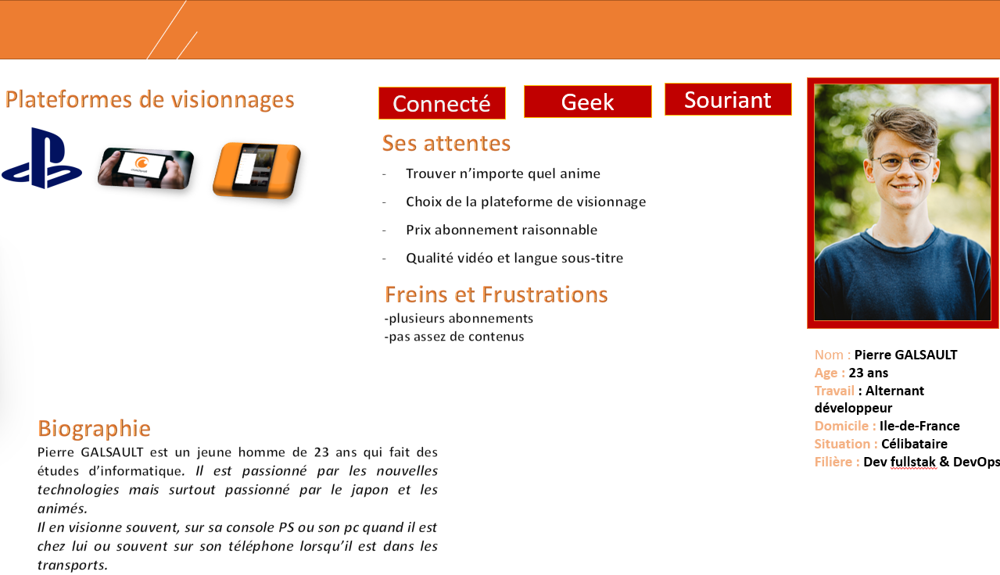 Plateformes de visionnages
Connecté
Geek
Souriant
Ses attentes
- Trouver n’importe quel anime
- Choix de la plateforme de visionnage
- Prix abonnement raisonnable
- Qualité vidéo et langue sous-titre
Freins et Frustrations
-plusieurs abonnements
-pas assez de contenus
Nom : Pierre GALSAULT
Age : 23 ans
Travail : Alternant
développeur
Domicile : Ile-de-France
Situation : Célibataire
Filière : Dev fullstak & DevOps
Biographie
Pierre GALSAULT est un jeune homme de 23 ans qui fait des
études d’informatique. Il est passionné par les nouvelles
technologies mais surtout passionné par le japon et les
animés.
Il en visionne souvent, sur sa console PS ou son pc quand il est
chez lui ou souvent sur son téléphone lorsqu’il est dans les
transports.